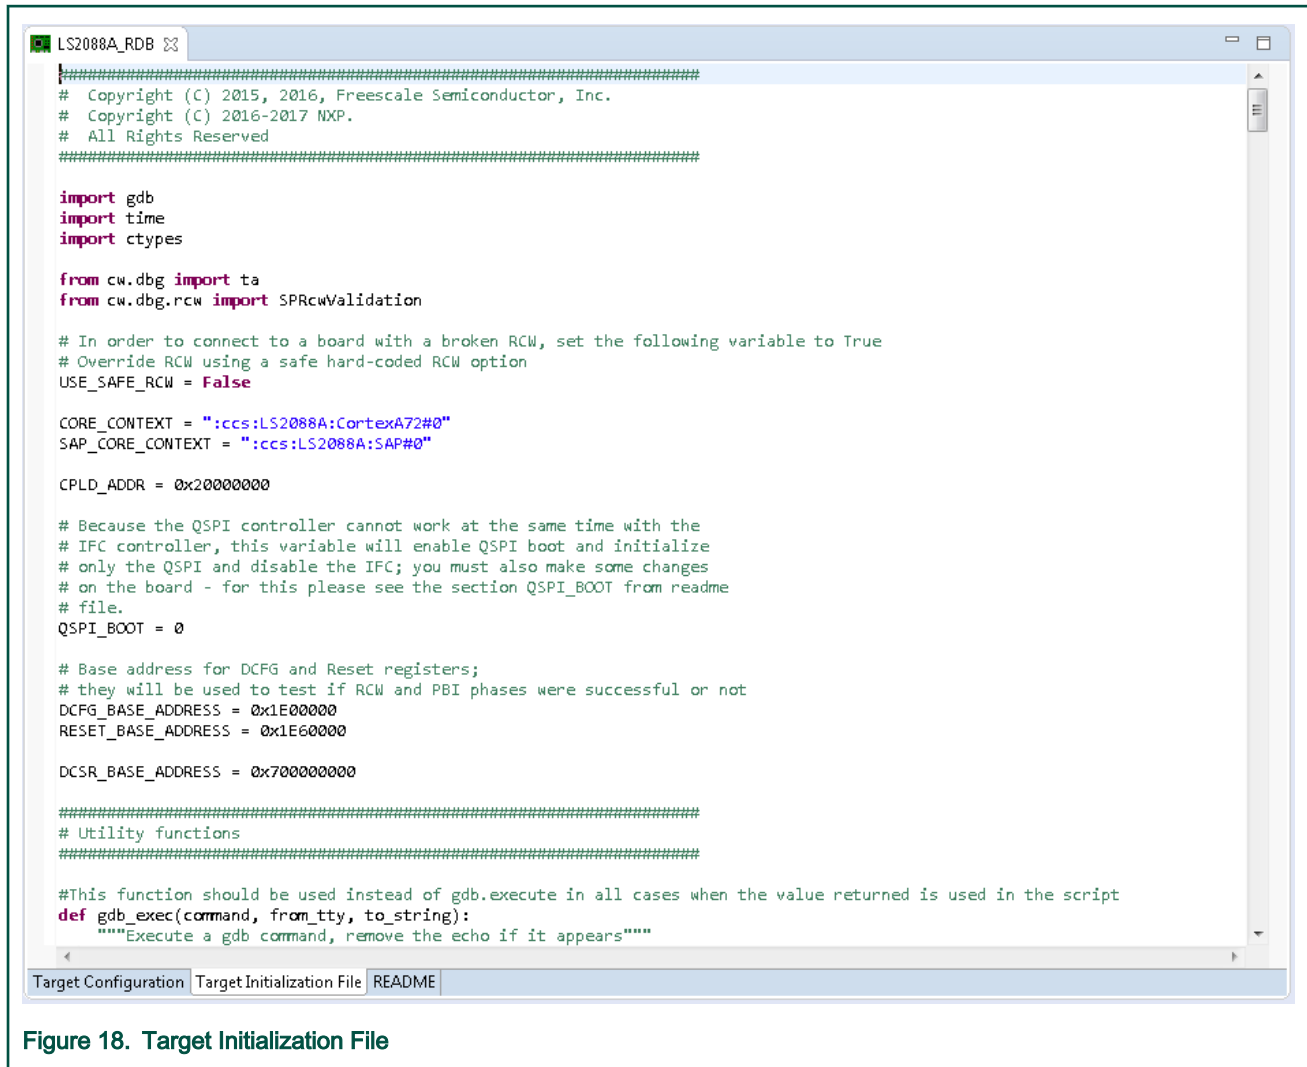 LS2088A_RDB
################################################################################
#  Copyright (C) 2015, 2016, Freescale Semiconductor, Inc.
#  Copyright (C) 2016-2017 NXP.
#  All Rights Reserved
################################################################################
import gdb
import time
import ctypes
from cw.dbg import ta
from cw.dbg.rcw import SPRcwValidation
# In order to connect to a board with a broken RCW, set the following variable to True
# Override RCW using a safe hard-coded RCW option
USE_SAFE_RCW = False
CORE_CONTEXT = ":ccs:LS2088A:CortexA72#0"
SAP_CORE_CONTEXT = ":ccs:LS2088A:SAP#0"
CPLD_ADDR = 0x20000000
# Because the QSPI controller cannot work at the same time with the
# IFC controller, this variable will enable QSPI boot and initialize
# only the QSPI and disable the IFC; you must also make some changes
# on the board - for this please see the section QSPI_BOOT from readme
# file.
QSPI_BOOT = 0
# Base address for DCFG and Reset registers;
# they will be used to test if RCW and PBI phases were successful or not
DCFG_BASE_ADDRESS = 0x1E00000
RESET_BASE_ADDRESS = 0x1E60000
DCSR_BASE_ADDRESS = 0x700000000
################################################################################
# Utility functions
################################################################################
#This function should be used instead of gdb.execute in all cases when the value returned is used in the script
def gdb_exec(command, from_tty, to_string):
    """Execute a gdb command, remove the echo if it appears"""
Target Configuration Target Initialization File README
Figure 18. Target Initialization File